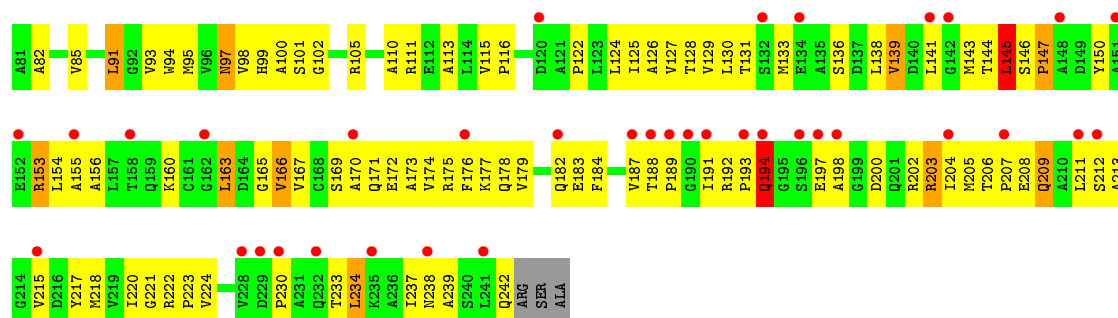 A81 A82 V85 L91 G92 V93 W94 M95 V96 N97 V98 H99 A100 S101 G102 R105 A110 R111 E112 A113 L114 V115 P116 D120 A121 P122 L123 L124 I125 A126 V127 T128 V129 L130 T131 S132 M133 E134 A135 S136 D137 L138 V139 D140 L141 G142 M143 T144 L145 S146 P147 A148 D149 Y150 A151
E152 R153 L154 A155 A156 L157 T158 Q159 K160 C161 G162 L163 D164 G165 V166 V167 C168 S169 A170 Q171 E172 A173 V174 R175 F176 K177 Q178 V179 Q182 E183 F184 V187 T188 P189 G190 I191 R192 P193 Q194 G195 S196 E197 A198 G199 D200 Q201 R202 R203 I204 M205 T206 P207 E208 Q209 A210 L211 S212 A213
G214 V215 D216 Y217 M218 V219 I220 G221 R222 P223 V224 V228 D229 P230 A231 Q232 T233 L234 K235 A236 I237 N238 A239 S240 L241 Q242 ARG SER ALA